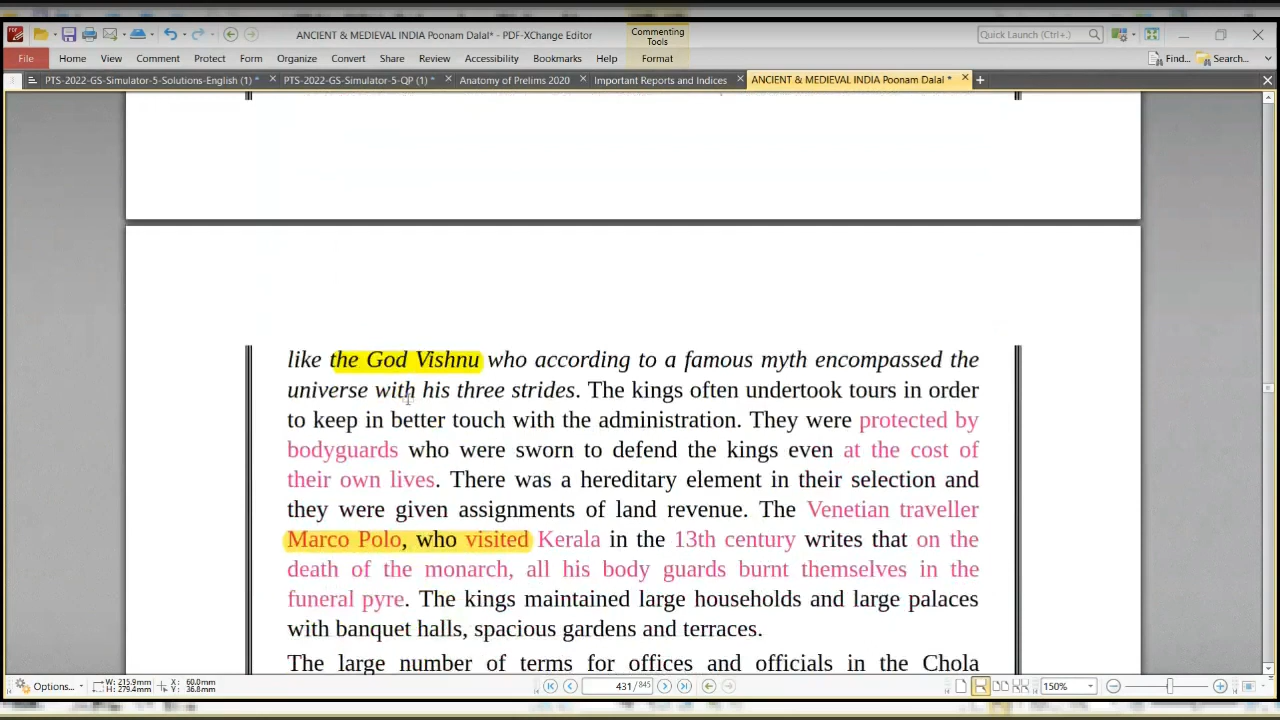 ANCIENT & MEDIEVAL INDIA Poonam Dalal* - PDF-XChange Editor
Commenting Tools
Quick Launch (Ctrl+.)
File Home View Comment Protect Form Organize Convert Share Review Accessibility Bookmarks Help Format
Find... Search...
PTS-2022-GS-Simulator-5-Solutions-English (1) * PTS-2022-GS-Simulator-5-QP (1) * Anatomy of Prelims 2020 Important Reports and Indices ANCIENT & MEDIEVAL INDIA Poonam Dalal *
like the God Vishnu who according to a famous myth encompassed the
universe with his three strides. The kings often undertook tours in order
to keep in better touch with the administration. They were protected by
bodyguards who were sworn to defend the kings even at the cost of
their own lives. There was a hereditary element in their selection and
they were given assignments of land revenue. The Venetian traveller
Marco Polo, who visited Kerala in the 13th century writes that on the
death of the monarch, all his body guards burnt themselves in the
funeral pyre. The kings maintained large households and large palaces
with banquet halls, spacious gardens and terraces.
The large number of terms for offices and officials in the Chola
Options... W: 215.9mm X: 60.0mm
H: 279.4mm Y: 36.8mm
431 / 845
150%